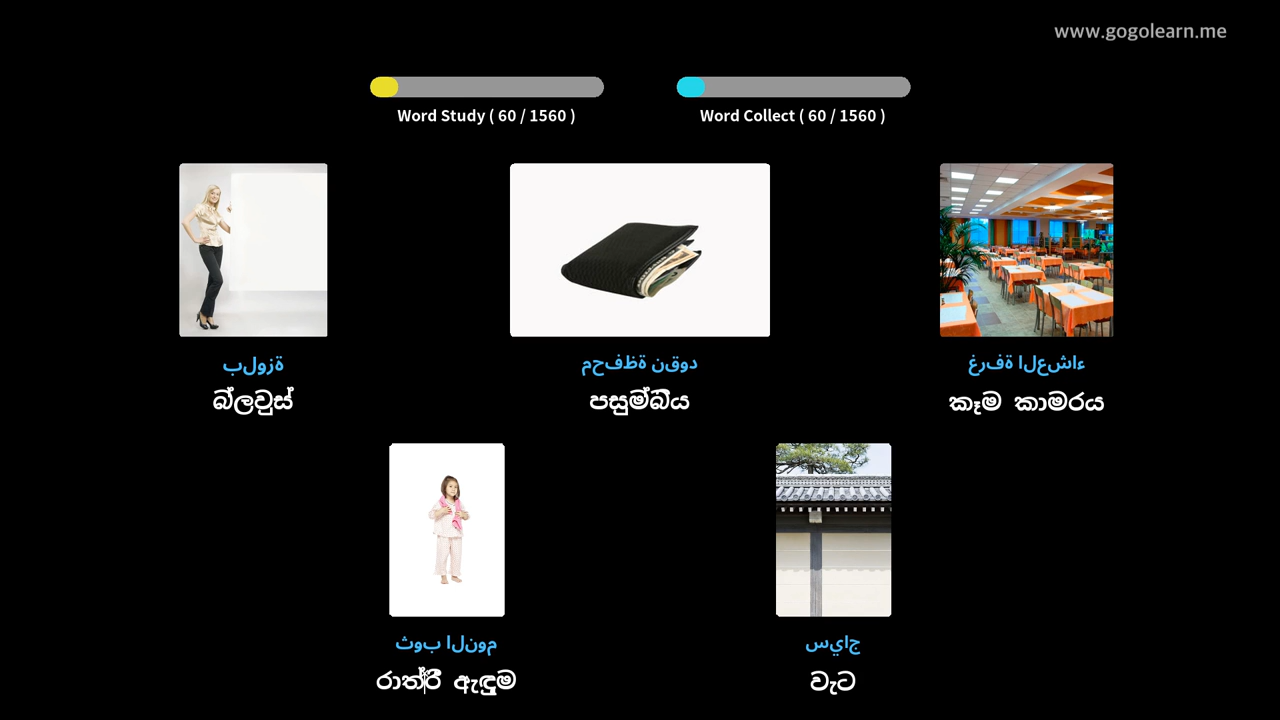 www.gogolearn.me
Word Study ( 60 / 1560 )
Word Collect ( 60 / 1560 )
بلوزة
බ්ලවුස්
محفظة نقود
පසුම්බිය
غرفة العشاء
කෑම කාමරය
ثوب النوم
රාත්‍රී ඇඳුම
سياج
වැට